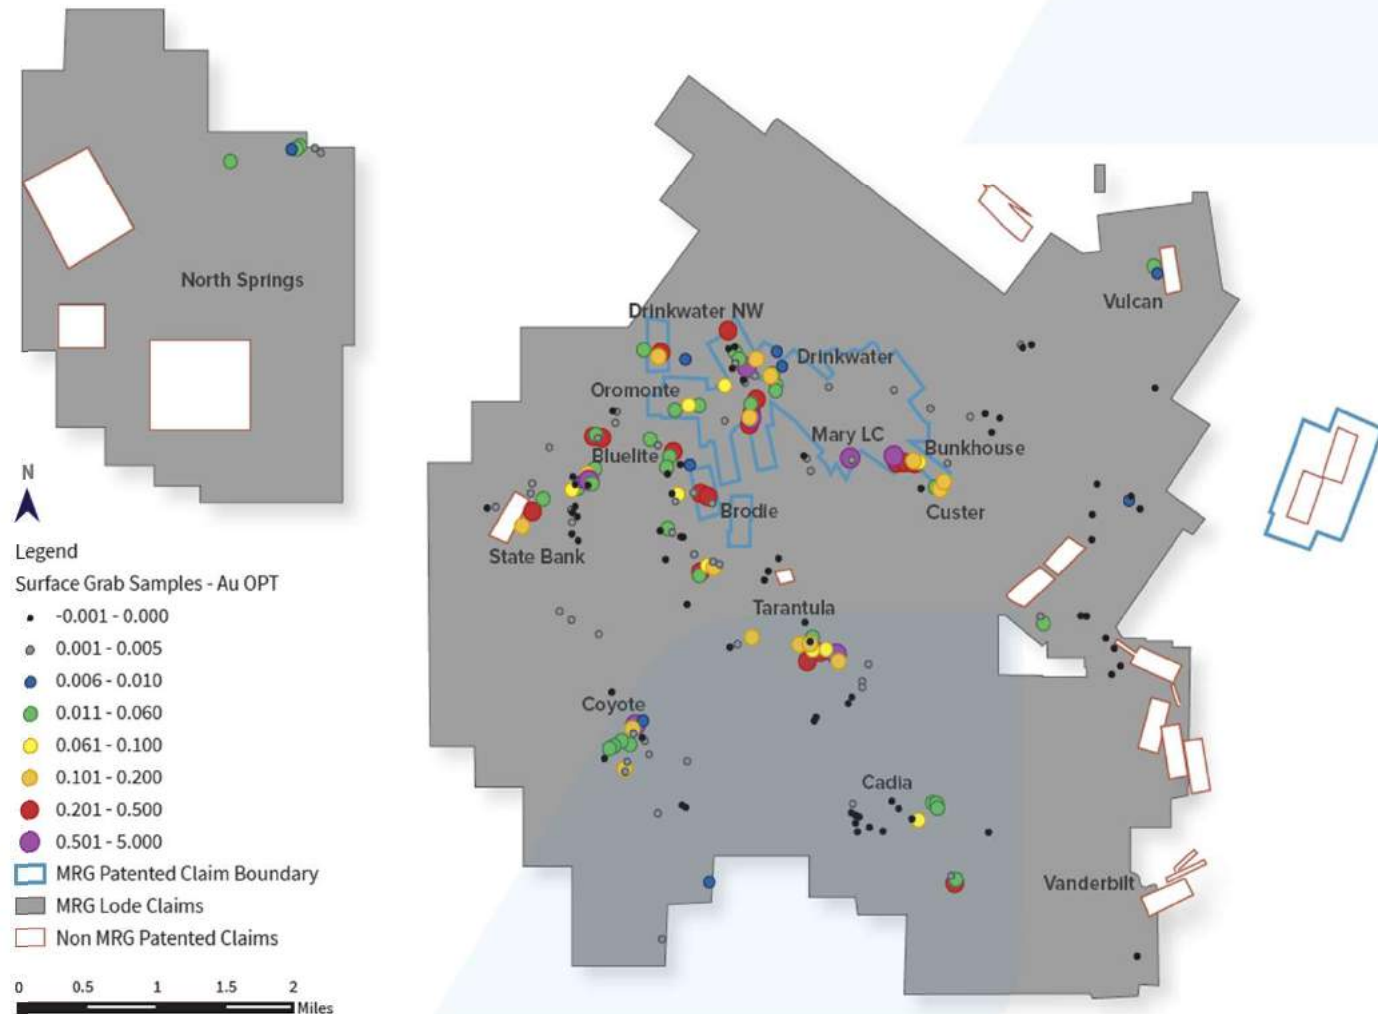 North Springs
Vulcan
Drinkwater NW
Drinkwater
Oromonte
Mary LC
Bunkhouse
Bluelite
Brodie
Custer
State Bank
Tarantula
Coyote
Cadia
Vanderbilt
N
Legend
Surface Grab Samples - Au OPT
-0.001 - 0.000
0.001 - 0.005
0.006 - 0.010
0.011 - 0.060
0.061 - 0.100
0.101 - 0.200
0.201 - 0.500
0.501 - 5.000
MRG Patented Claim Boundary
MRG Lode Claims
Non MRG Patented Claims
0 0.5 1 1.5 2
Miles